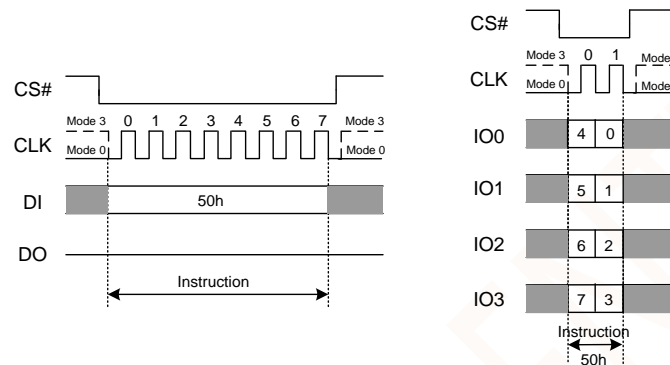 CS#
Mode 3 0 1 2 3 4 5 6 7 Mode 3
CLK
Mode 0 Mode 0
DI 50h
DO
Instruction
CS#
Mode 3 0 1 Mode
CLK
Mode 0 Mode
IO0 4 0
IO1 5 1
IO2 6 2
IO3 7 3
Instruction
50h